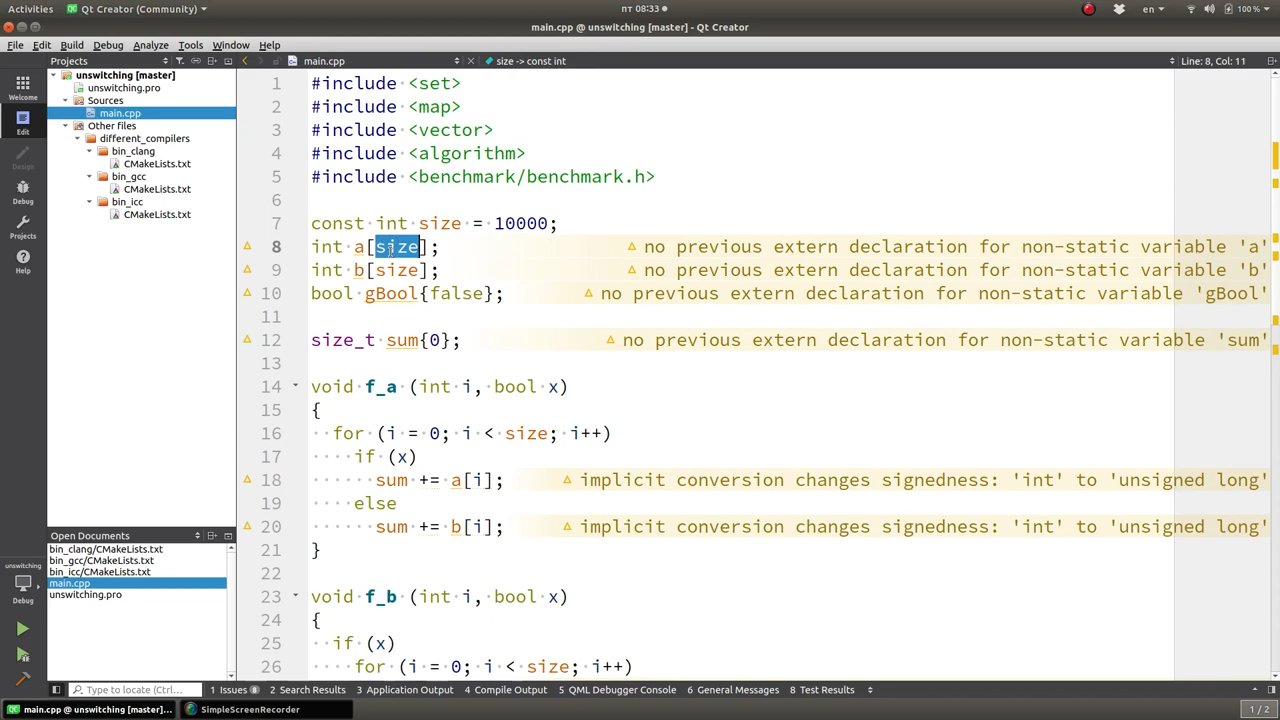 Activities Qt Creator (Community) пт 08:33 en 100 %
main.cpp @ unswitching [master] - Qt Creator
File Edit Build Debug Analyze Tools Window Help
Projects main.cpp size -> const int Line: 8, Col: 11
Welcome
Edit
Design
Debug
Projects
Help
unswitching [master]
unswitching.pro
Sources
main.cpp
Other files
different_compilers
bin_clang
CMakeLists.txt
bin_gcc
CMakeLists.txt
bin_icc
CMakeLists.txt
1 #include <set>
2 #include <map>
3 #include <vector>
4 #include <algorithm>
5 #include <benchmark/benchmark.h>
6
7 const int size = 10000;
8 int a[size]; no previous extern declaration for non-static variable 'a'
9 int b[size]; no previous extern declaration for non-static variable 'b'
10 bool gBool{false}; no previous extern declaration for non-static variable 'gBool'
11
12 size_t sum{0}; no previous extern declaration for non-static variable 'sum'
13
14 void f_a (int i, bool x)
15 {
16 for (i = 0; i < size; i++)
17 if (x)
18 sum += a[i]; implicit conversion changes signedness: 'int' to 'unsigned long'
19 else
20 sum += b[i]; implicit conversion changes signedness: 'int' to 'unsigned long'
21 }
22
23 void f_b (int i, bool x)
24 {
25 if (x)
26 for (i = 0; i < size; i++)
Open Documents
bin_clang/CMakeLists.txt
bin_gcc/CMakeLists.txt
bin_icc/CMakeLists.txt
main.cpp
unswitching.pro
unswitching
Debug
Type to locate (Ctrl+... 1 Issues 8 2 Search Results 3 Application Output 4 Compile Output 5 QML Debugger Console 6 General Messages 8 Test Results
main.cpp @ unswitching [master]... SimpleScreenRecorder 1 / 2